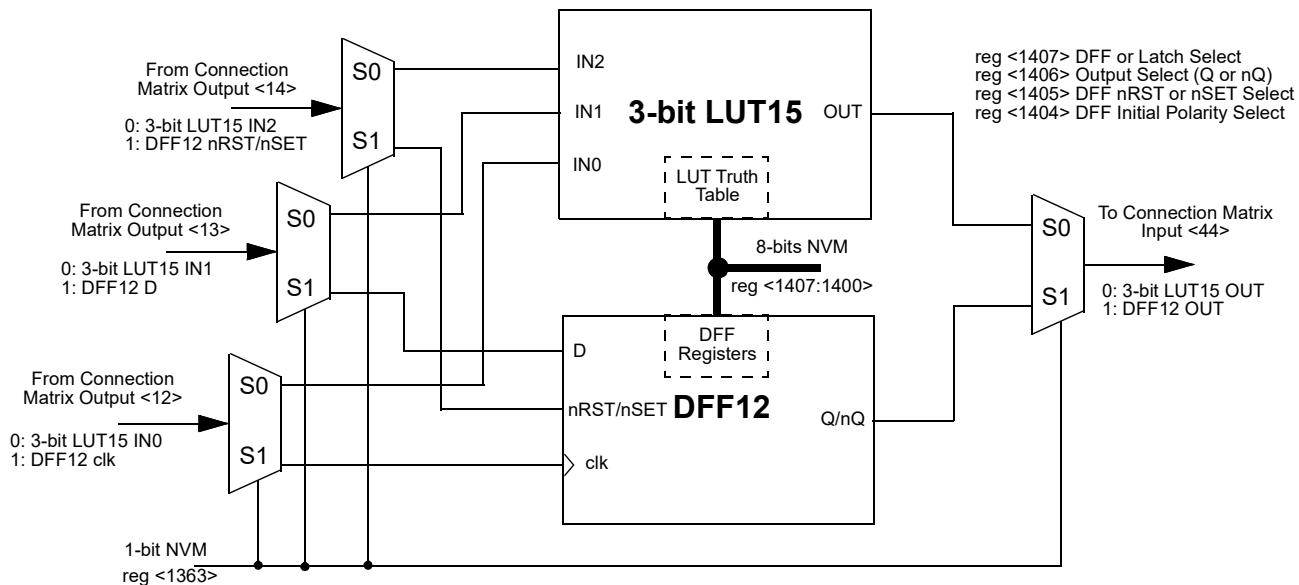 From Connection
Matrix Output <14>
0: 3-bit LUT15 IN2
1: DFF12 nRST/nSET
S0
S1
IN2
IN1
IN0
3-bit LUT15
OUT
LUT Truth
Table
reg <1407> DFF or Latch Select
reg <1406> Output Select (Q or nQ)
reg <1405> DFF nRST or nSET Select
reg <1404> DFF Initial Polarity Select
From Connection
Matrix Output <13>
0: 3-bit LUT15 IN1
1: DFF12 D
S0
S1
8-bits NVM
reg <1407:1400>
S0
S1
To Connection Matrix
Input <44>
0: 3-bit LUT15 OUT
1: DFF12 OUT
From Connection
Matrix Output <12>
0: 3-bit LUT15 IN0
1: DFF12 clk
S0
S1
D
nRST/nSET
clk
DFF
Registers
DFF12
Q/nQ
1-bit NVM
reg <1363>